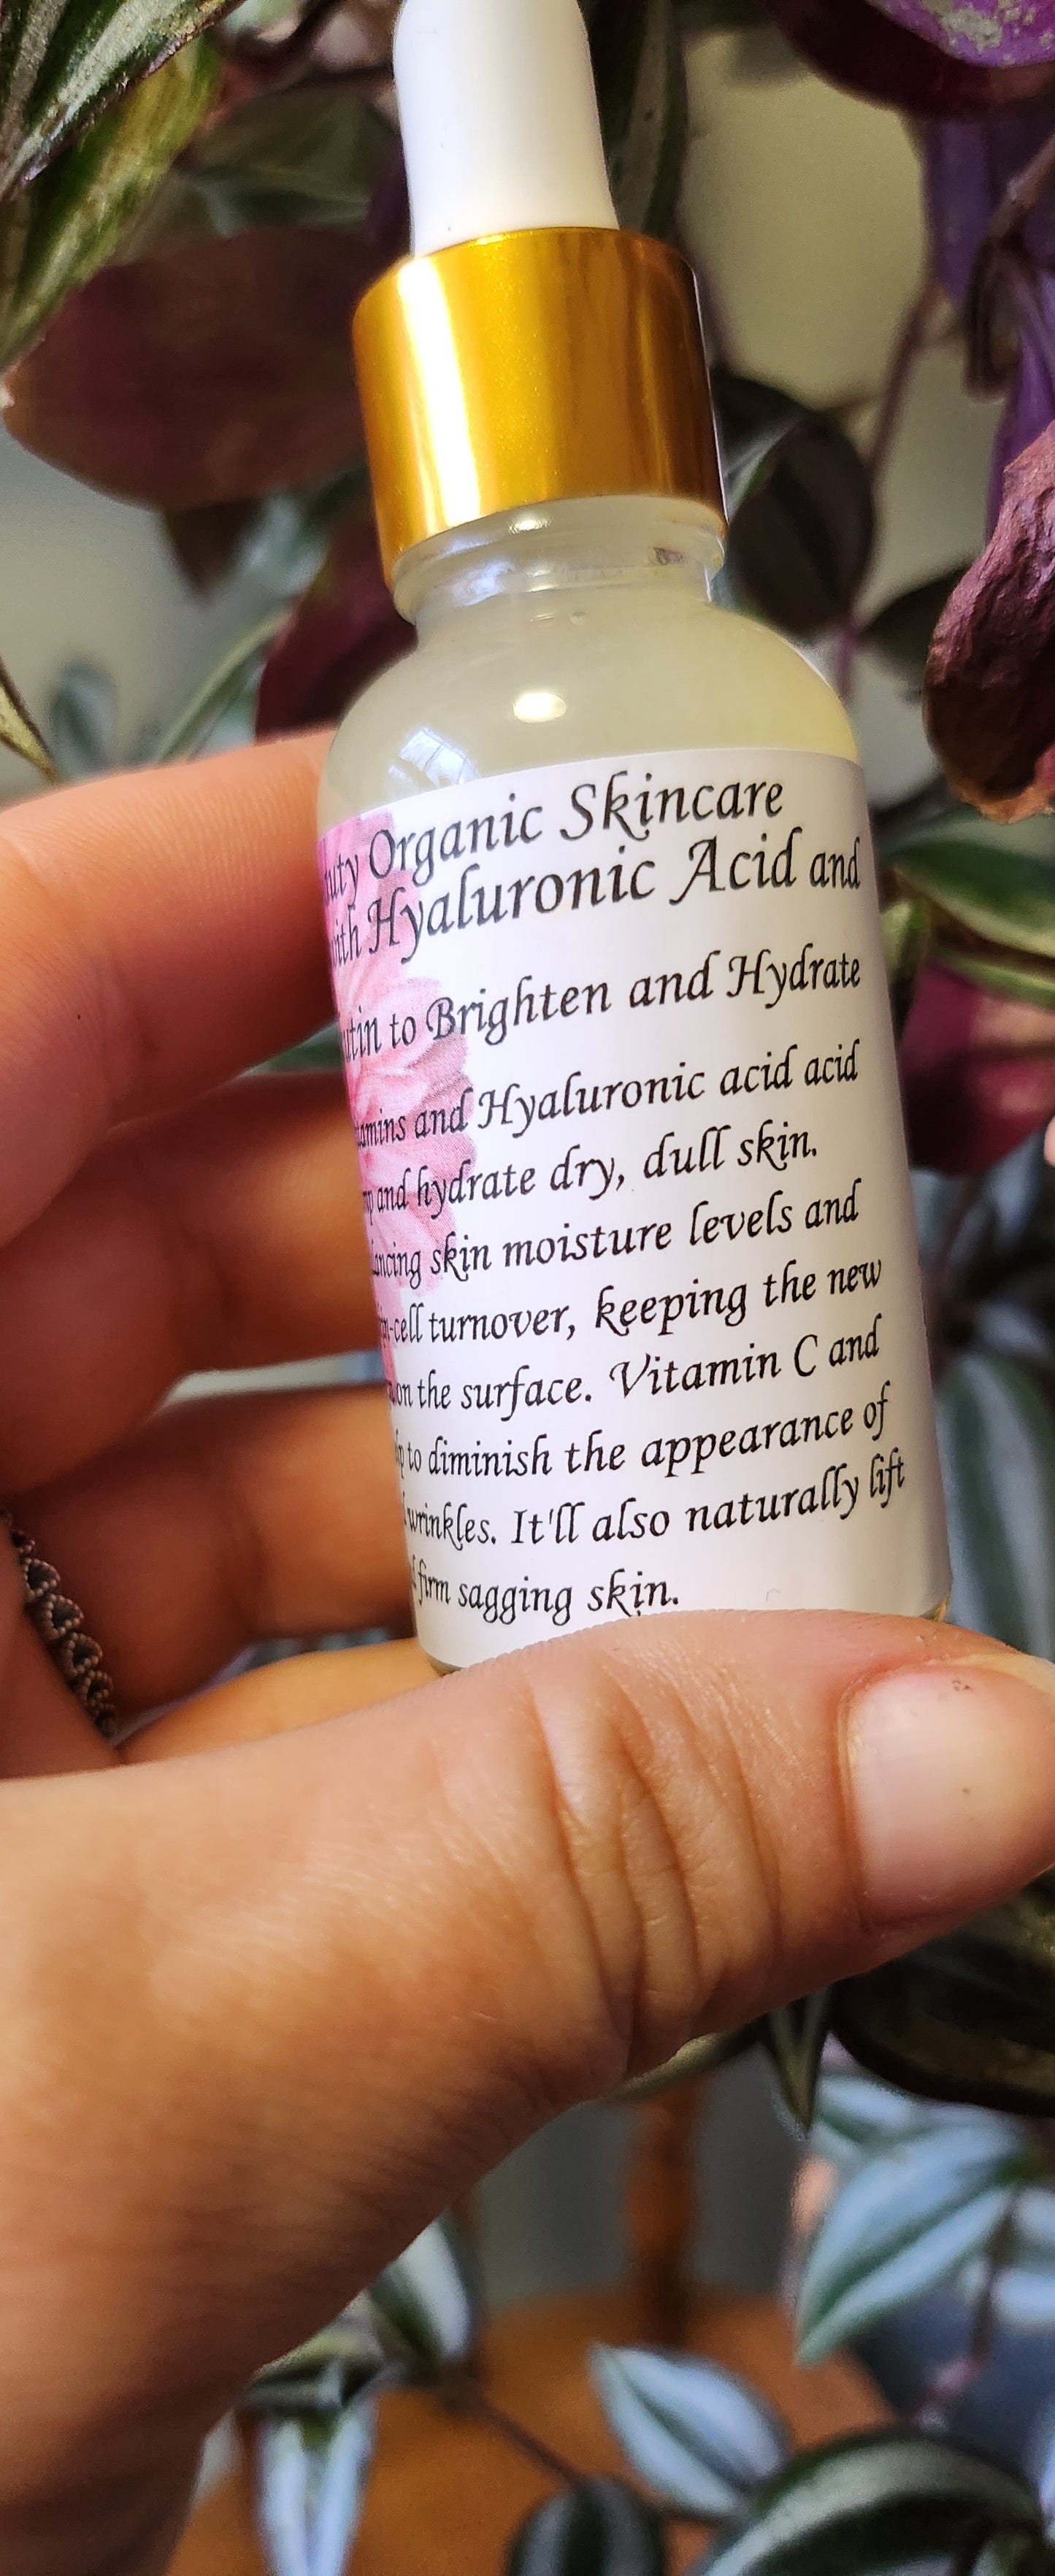 Organic Skincare
Hyaluronic Acid and
to Brighten and Hydrate
and Hyaluronic acid acid
and hydrate dry, dull skin.
skin moisture levels and
-cell turnover, keeping the new
on the surface. Vitamin C and
to diminish the appearance of
wrinkles. It'll also naturally lift
firm sagging skin.